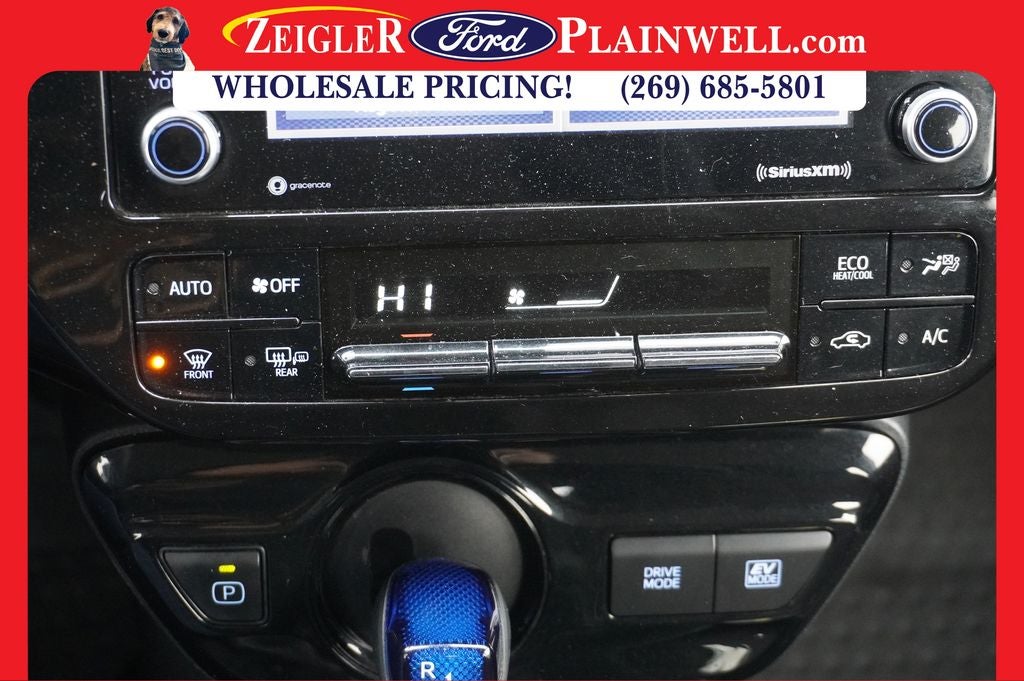 ZEIGLER Ford PLAINWELL.com
WHOLESALE PRICING! (269) 685-5801
VOL
gracenote
((SiriusXM))
AUTO
OFF
HI
ECO
HEAT/COOL
FRONT
REAR
A/C
P
DRIVE
MODE
EV
MODE
R